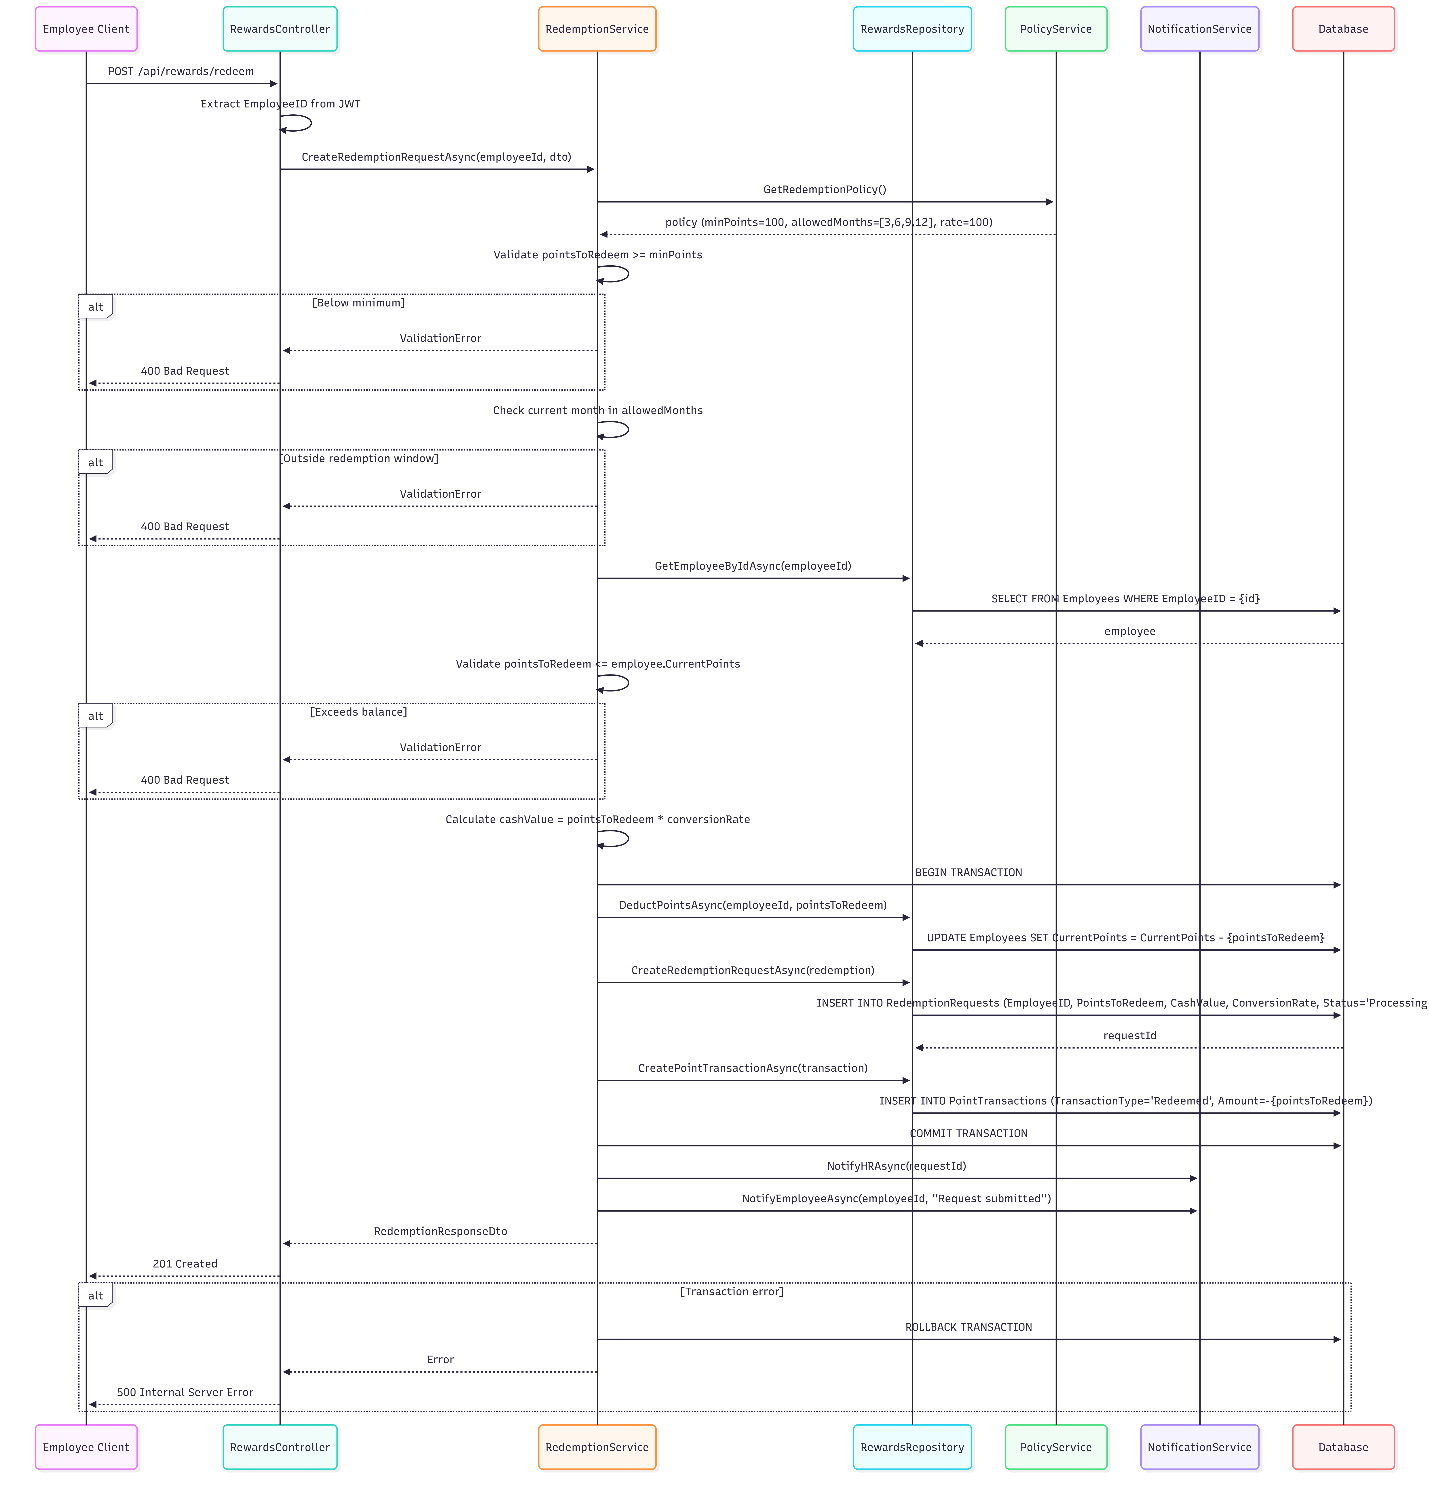 Employee Client
RewardsController
RedemptionService
RewardsRepository
PolicyService
NotificationService
Database
POST /api/rewards/redeem
Extract EmployeeID from JWT
CreateRedemptionRequestAsync(employeeId, dto)
GetRedemptionPolicy()
policy (minPoints=100, allowedMonths=[3,6,9,12], rate=100)
Validate pointsToRedeem >= minPoints
alt
[Below minimum]
ValidationError
400 Bad Request
Check current month in allowedMonths
alt
[Outside redemption window]
ValidationError
400 Bad Request
GetEmployeeByIdAsync(employeeId)
SELECT FROM Employees WHERE EmployeeID = {id}
employee
Validate pointsToRedeem <= employee.CurrentPoints
alt
[Exceeds balance]
ValidationError
400 Bad Request
Calculate cashValue = pointsToRedeem * conversionRate
BEGIN TRANSACTION
DeductPointsAsync(employeeId, pointsToRedeem)
UPDATE Employees SET CurrentPoints = CurrentPoints - {pointsToRedeem}
CreateRedemptionRequestAsync(redemption)
INSERT INTO RedemptionRequests (EmployeeID, PointsToRedeem, CashValue, ConversionRate, Status='Processing
requestId
CreatePointTransactionAsync(transaction)
INSERT INTO PointTransactions (TransactionType='Redeemed', Amount=-{pointsToRedeem})
COMMIT TRANSACTION
NotifyHRAsync(requestId)
NotifyEmployeeAsync(employeeId, "Request submitted")
RedemptionResponseDto
201 Created
alt
[Transaction error]
ROLLBACK TRANSACTION
Error
500 Internal Server Error
Employee Client
RewardsController
RedemptionService
RewardsRepository
PolicyService
NotificationService
Database